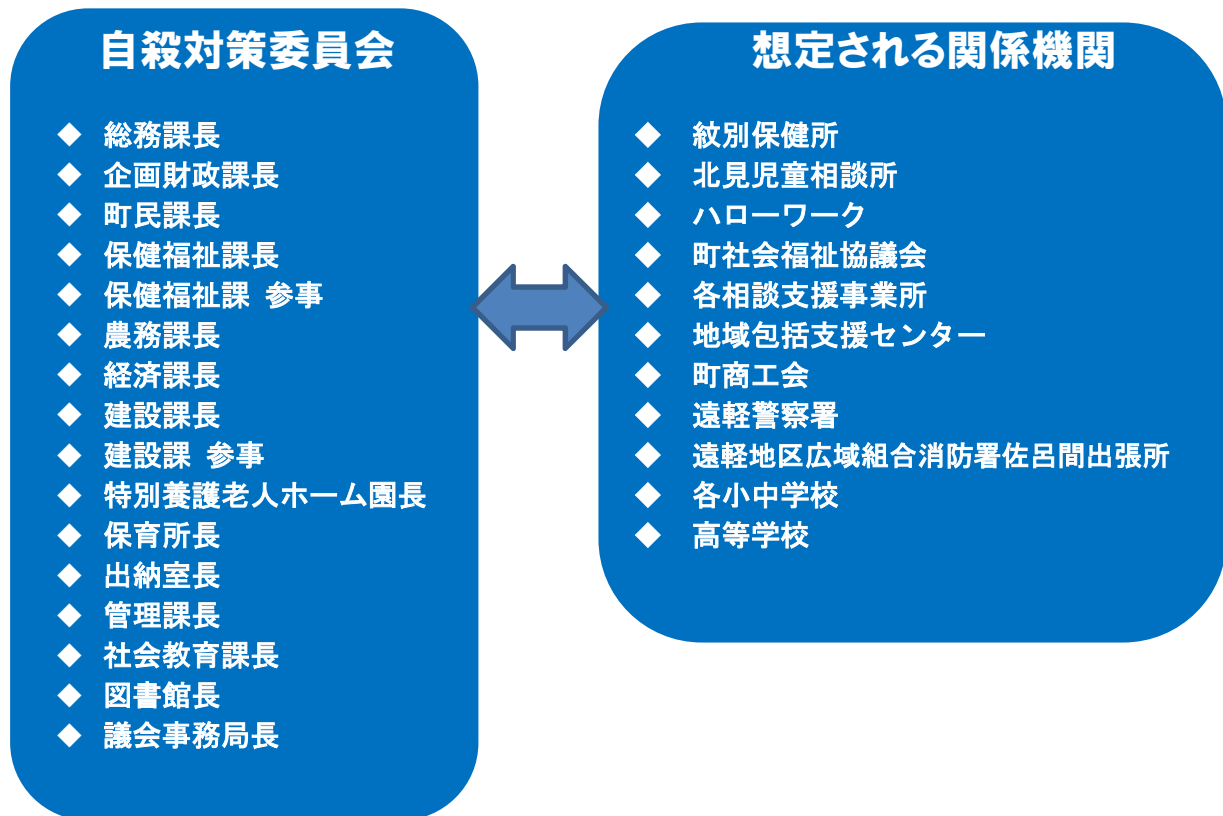 自殺対策委員会
◆ 総務課長
◆ 企画財政課長
◆ 町民課長
◆ 保健福祉課長
◆ 保健福祉課 参事
◆ 農務課長
◆ 経済課長
◆ 建設課長
◆ 建設課 参事
◆ 特別養護老人ホーム園長
◆ 保育所長
◆ 出納室長
◆ 管理課長
◆ 社会教育課長
◆ 図書館長
◆ 議会事務局長
想定される関係機関
◆ 紋別保健所
◆ 北見児童相談所
◆ ハローワーク
◆ 町社会福祉協議会
◆ 各相談支援事業所
◆ 地域包括支援センター
◆ 町商工会
◆ 遠軽警察署
◆ 遠軽地区広域組合消防署佐呂間出張所
◆ 各小中学校
◆ 高等学校